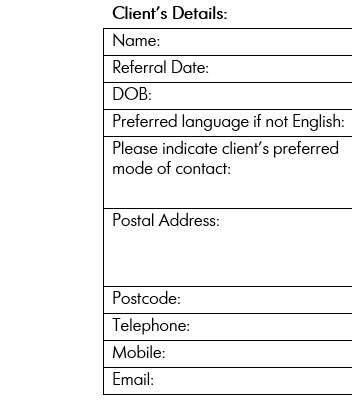 Client’s Details:
Name:
Referral Date:
DOB:
Preferred language if not English:
Please indicate client’s preferred
mode of contact:
Postal Address:
Postcode:
Telephone:
Mobile:
Email: